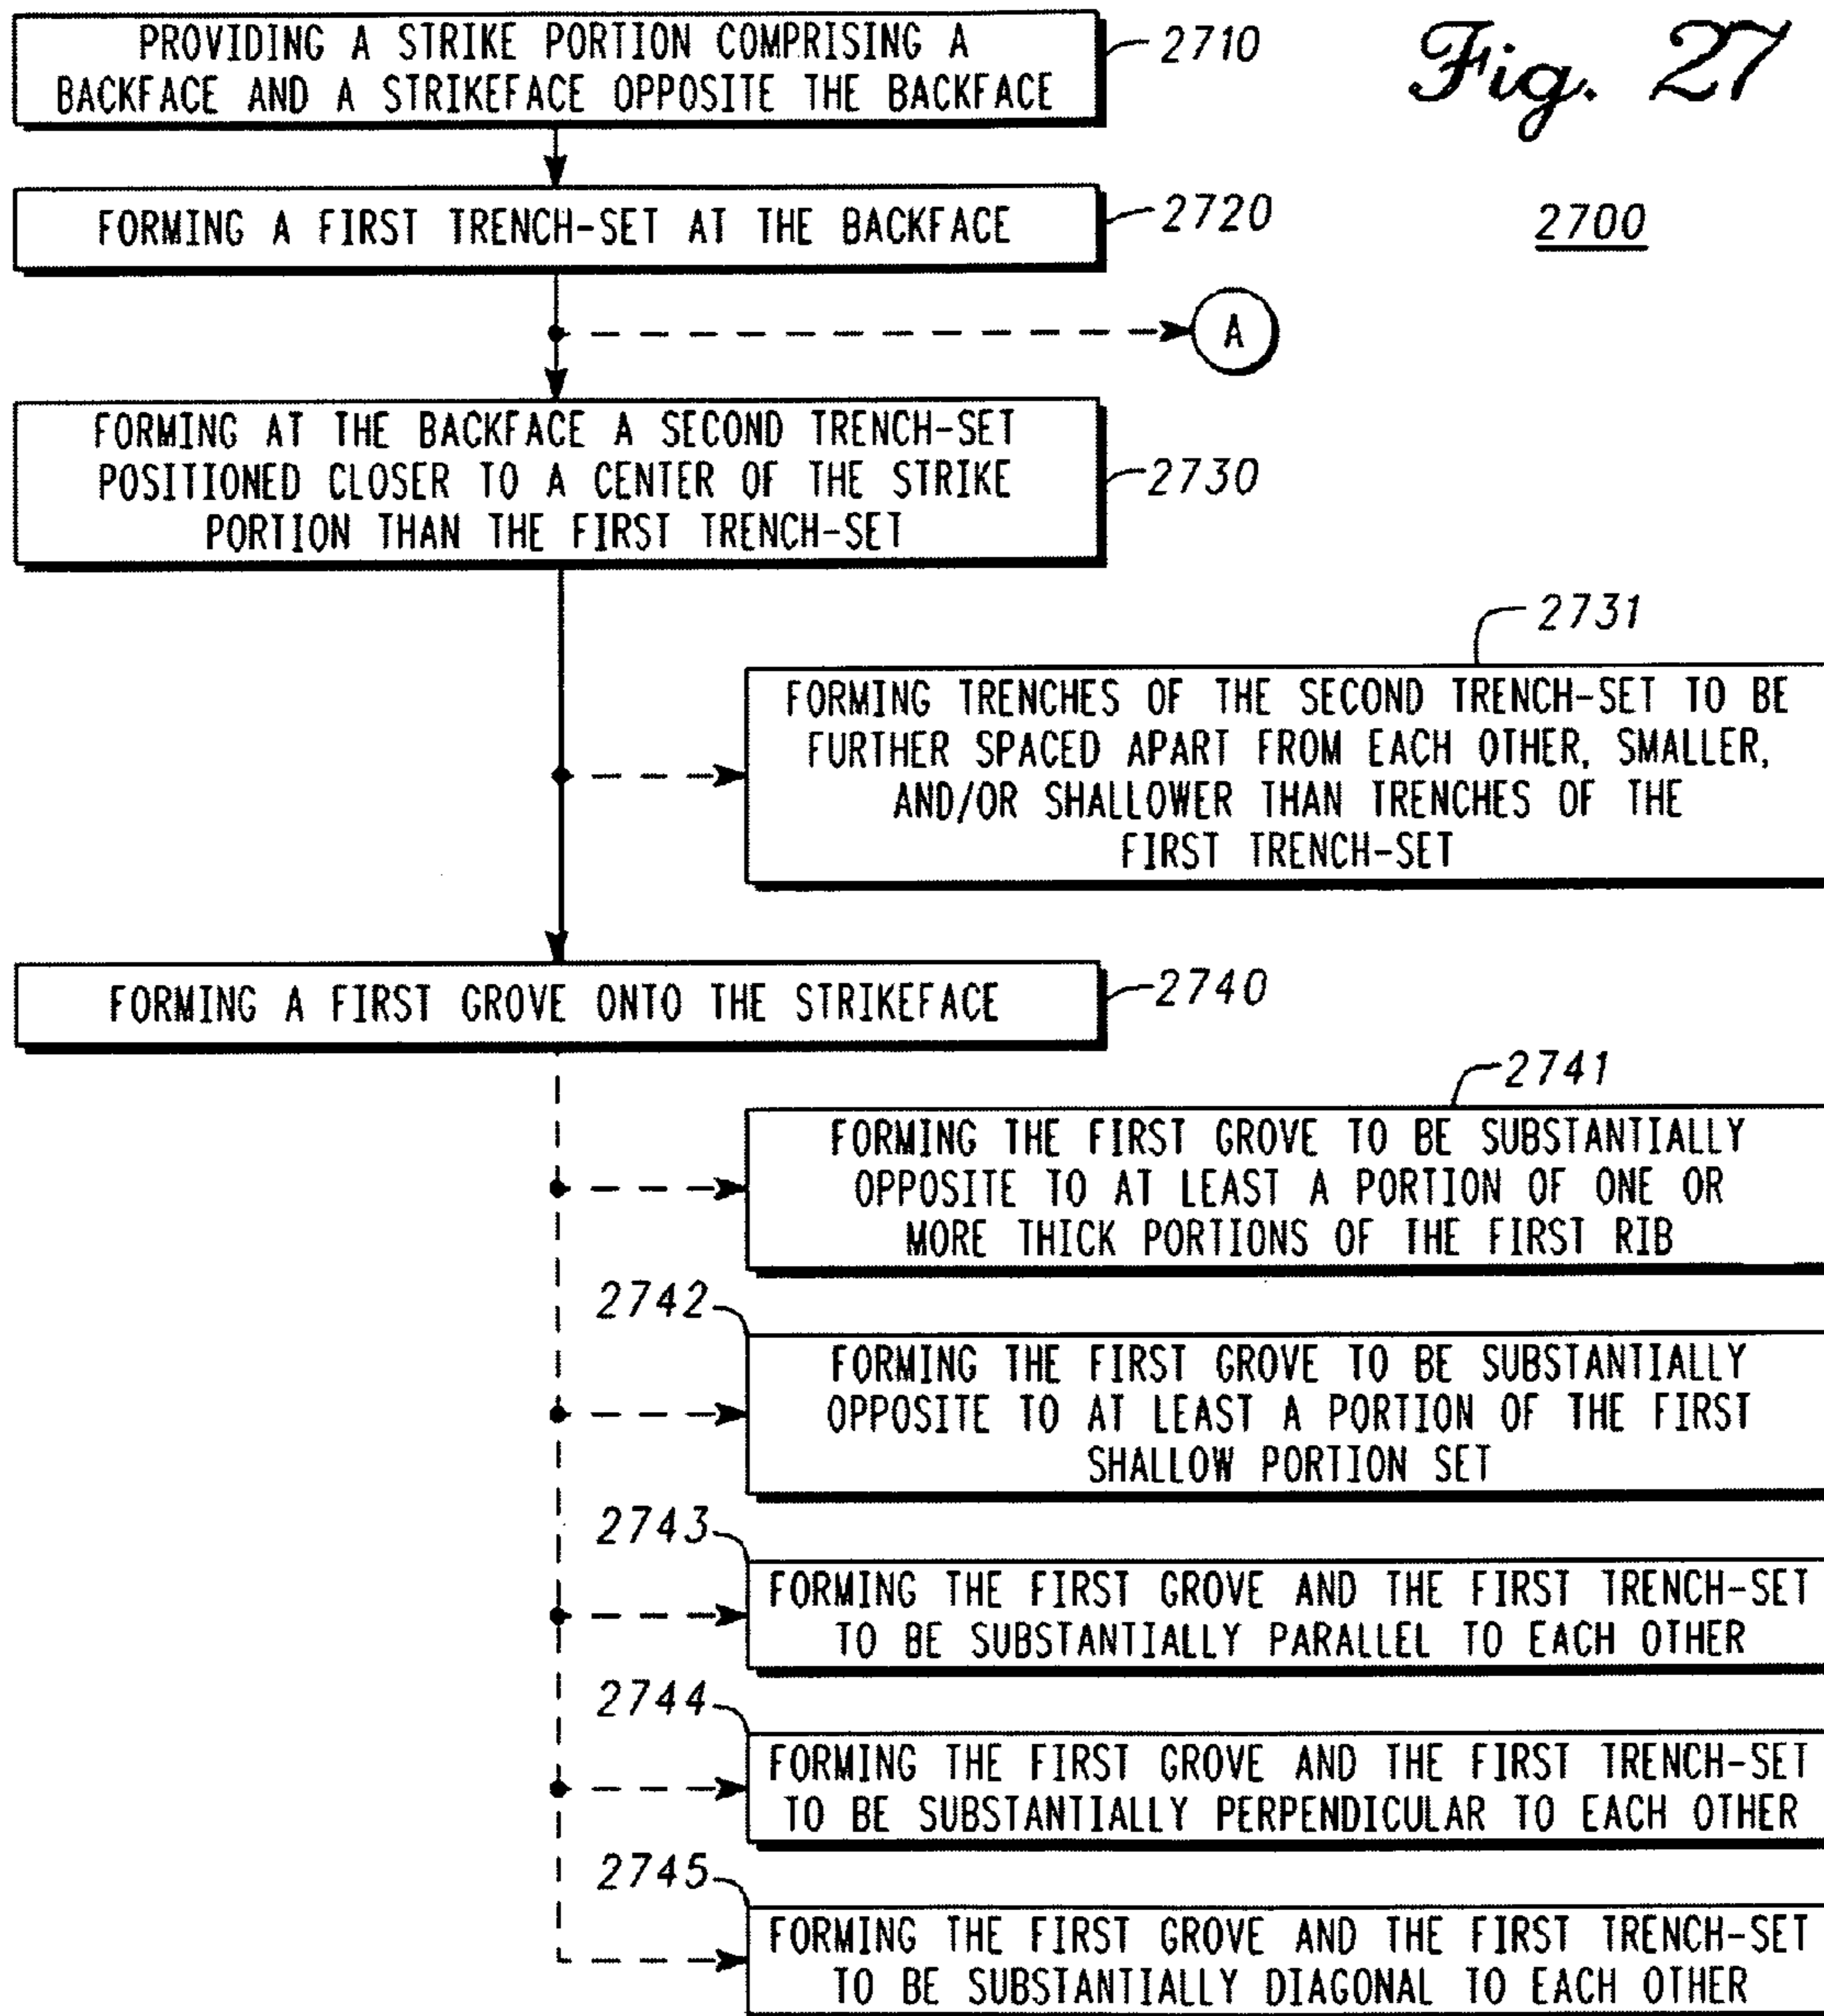 PROVIDING A STRIKE PORTION COMPRISING A
BACKFACE AND A STRIKEFACE OPPOSITE THE BACKFACE
2710
Fig. 27
2700
FORMING A FIRST TRENCH-SET AT THE BACKFACE
2720
A
FORMING AT THE BACKFACE A SECOND TRENCH-SET
POSITIONED CLOSER TO A CENTER OF THE STRIKE
PORTION THAN THE FIRST TRENCH-SET
2730
2731
FORMING TRENCHES OF THE SECOND TRENCH-SET TO BE
FURTHER SPACED APART FROM EACH OTHER, SMALLER,
AND/OR SHALLOWER THAN TRENCHES OF THE
FIRST TRENCH-SET
FORMING A FIRST GROVE ONTO THE STRIKEFACE
2740
2741
FORMING THE FIRST GROVE TO BE SUBSTANTIALLY
OPPOSITE TO AT LEAST A PORTION OF ONE OR
MORE THICK PORTIONS OF THE FIRST RIB
2742
FORMING THE FIRST GROVE TO BE SUBSTANTIALLY
OPPOSITE TO AT LEAST A PORTION OF THE FIRST
SHALLOW PORTION SET
2743
FORMING THE FIRST GROVE AND THE FIRST TRENCH-SET
TO BE SUBSTANTIALLY PARALLEL TO EACH OTHER
2744
FORMING THE FIRST GROVE AND THE FIRST TRENCH-SET
TO BE SUBSTANTIALLY PERPENDICULAR TO EACH OTHER
2745
FORMING THE FIRST GROVE AND THE FIRST TRENCH-SET
TO BE SUBSTANTIALLY DIAGONAL TO EACH OTHER